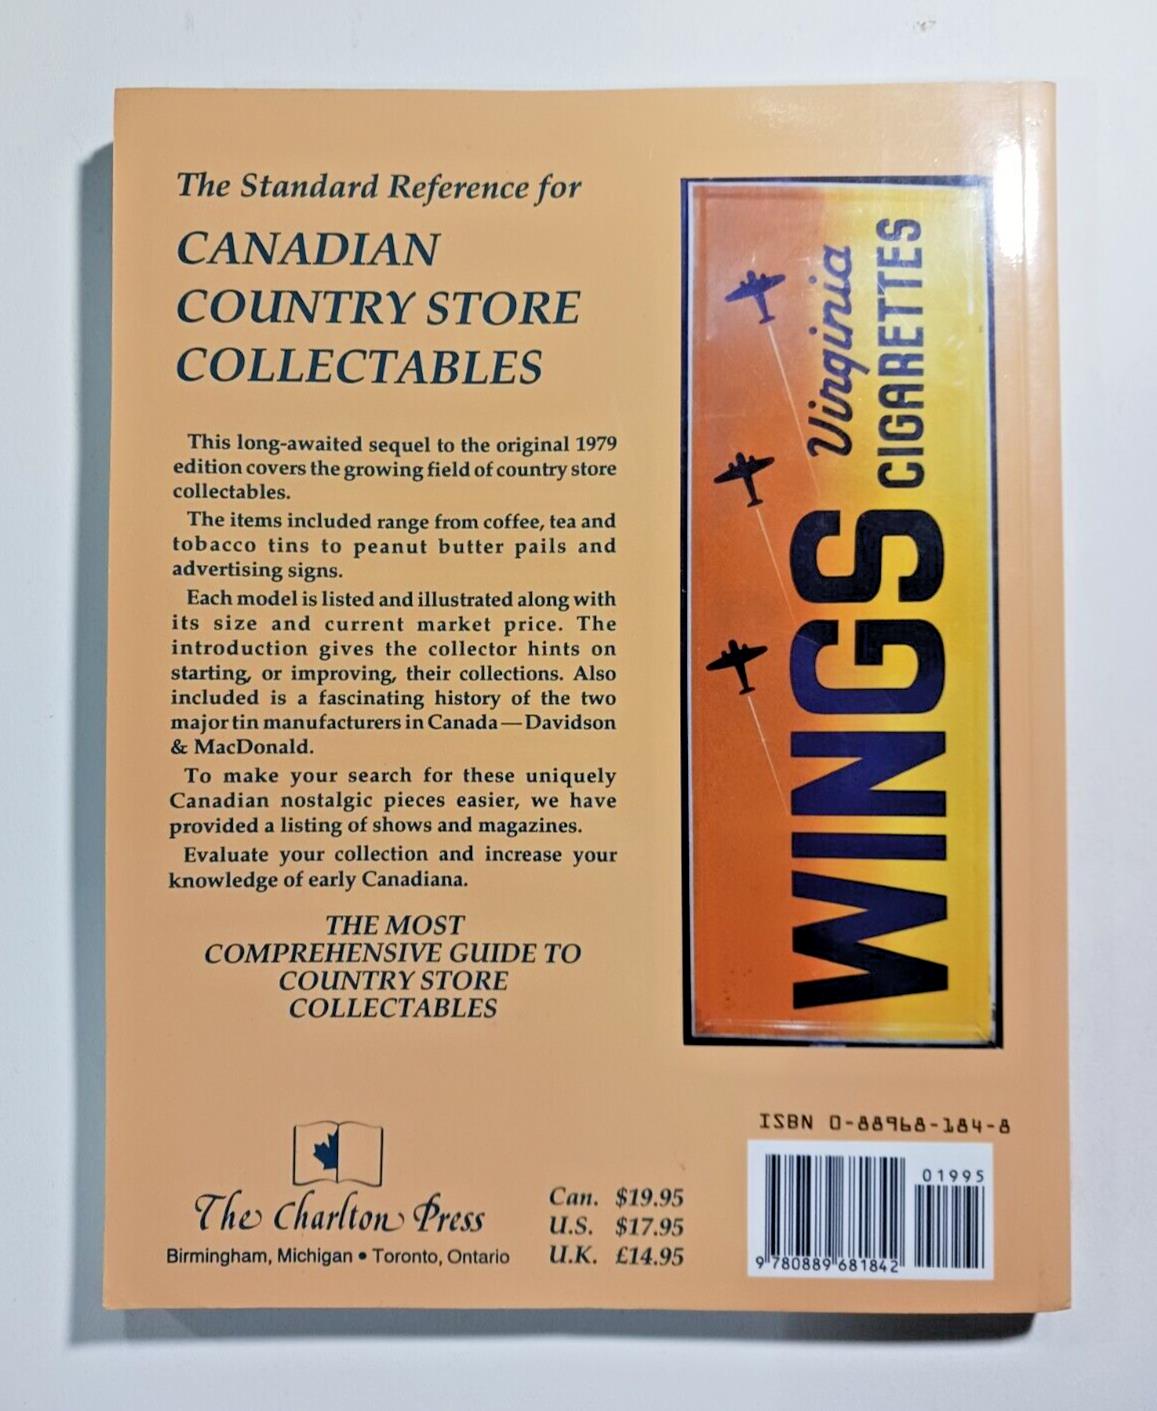 The Standard Reference for
CANADIAN
COUNTRY STORE
COLLECTABLES
This long-awaited sequel to the original 1979
edition covers the growing field of country store
collectables.
The items included range from coffee, tea and
tobacco tins to peanut butter pails and
advertising signs.
Each model is listed and illustrated along with
its size and current market price. The
introduction gives the collector hints on
starting, or improving, their collections. Also
included is a fascinating history of the two
major tin manufacturers in Canada—Davidson
& MacDonald.
To make your search for these uniquely
Canadian nostalgic pieces easier, we have
provided a listing of shows and magazines.
Evaluate your collection and increase your
knowledge of early Canadiana.
THE MOST
COMPREHENSIVE GUIDE TO
COUNTRY STORE
COLLECTABLES
WINGS
Virginia
CIGARETTES
The Charlton Press
Birmingham, Michigan • Toronto, Ontario
Can. $19.95
U.S. $17.95
U.K. £14.95
ISBN 0-88968-184-8
01995
9 780889 681842